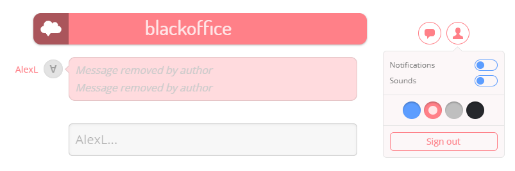 blackoffice
AlexL
∀
Message removed by author
Message removed by author
AlexL...
Notifications
Sounds
Sign out